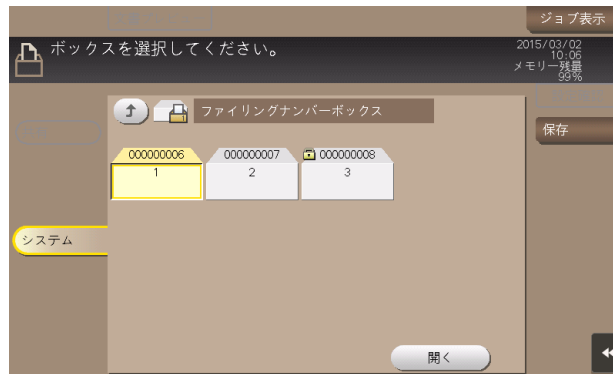 ジョブ表示
ボックスを選択してください。
2015/03/02
10:06
メモリー残量
99%
ファイリングナンバーボックス
保存
000000006
000000007
000000008
1
2
3
システム
開く